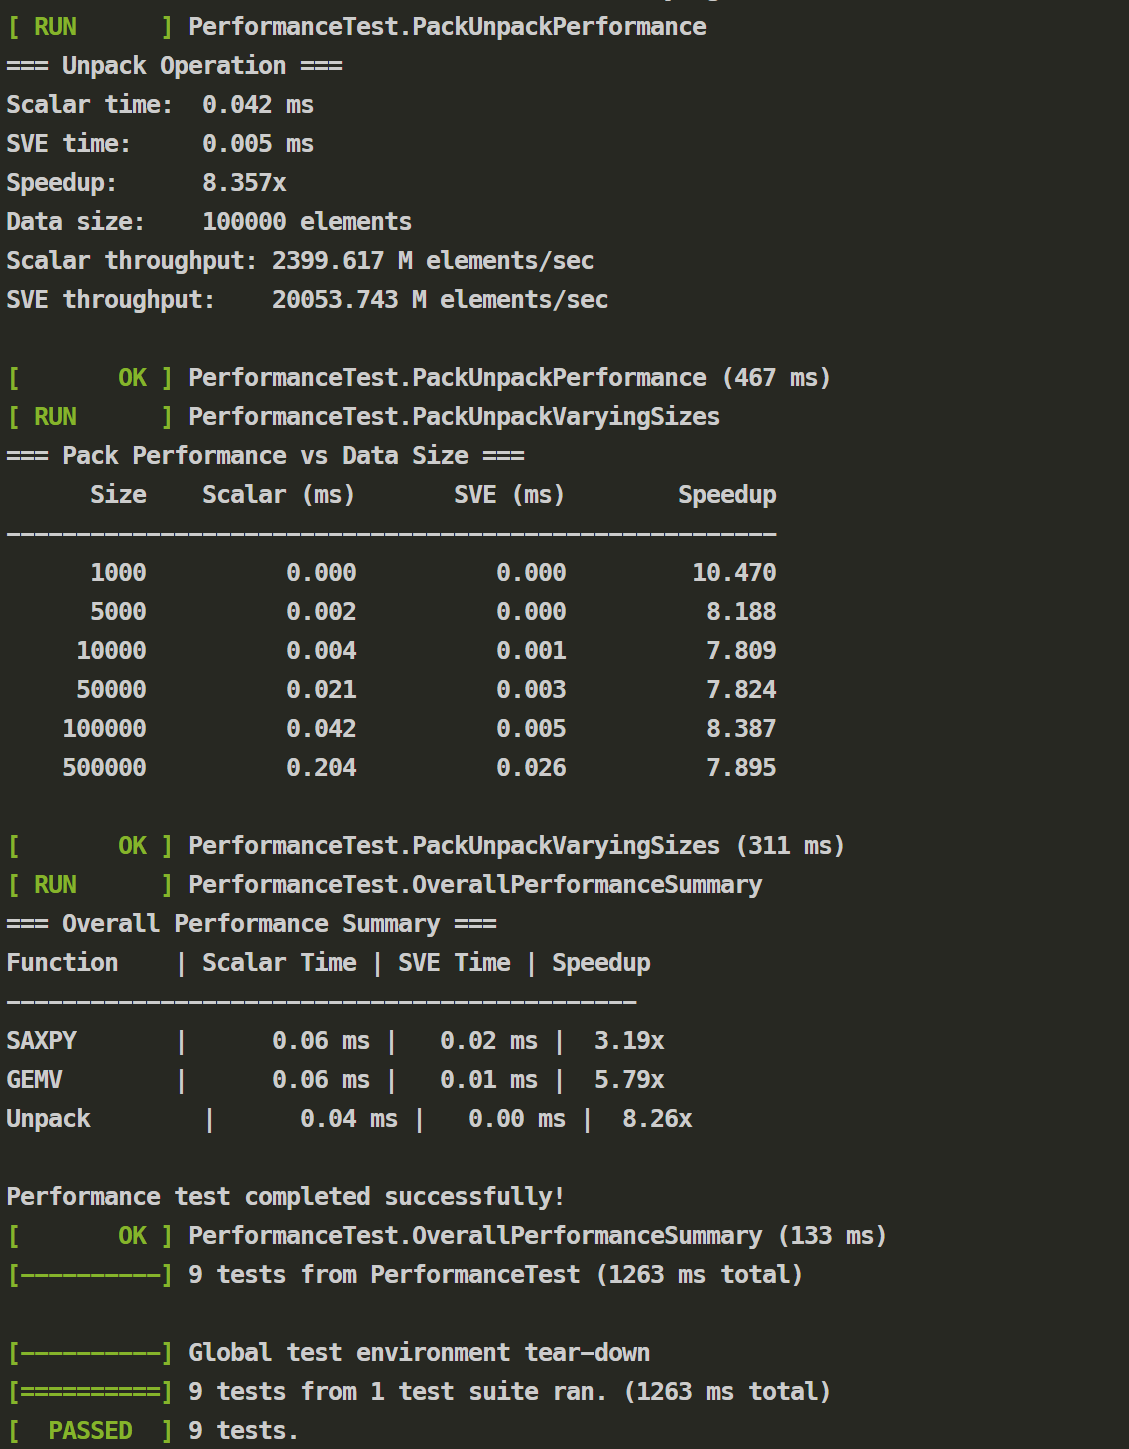 [ RUN      ] PerformanceTest.PackUnpackPerformance
=== Unpack Operation ===
Scalar time:  0.042 ms
SVE time:     0.005 ms
Speedup:      8.357x
Data size:    100000 elements
Scalar throughput: 2399.617 M elements/sec
SVE throughput:    20053.743 M elements/sec
[       OK ] PerformanceTest.PackUnpackPerformance (467 ms)
[ RUN      ] PerformanceTest.PackUnpackVaryingSizes
=== Pack Performance vs Data Size ===
      Size    Scalar (ms)       SVE (ms)        Speedup
-------------------------------------------------------
      1000          0.000          0.000         10.470
      5000          0.002          0.000          8.188
     10000          0.004          0.001          7.809
     50000          0.021          0.003          7.824
    100000          0.042          0.005          8.387
    500000          0.204          0.026          7.895
[       OK ] PerformanceTest.PackUnpackVaryingSizes (311 ms)
[ RUN      ] PerformanceTest.OverallPerformanceSummary
=== Overall Performance Summary ===
Function    | Scalar Time | SVE Time | Speedup
---------------------------------------------
SAXPY       |      0.06 ms |   0.02 ms |  3.19x
GEMV        |      0.06 ms |   0.01 ms |  5.79x
Unpack        |      0.04 ms |   0.00 ms |  8.26x
Performance test completed successfully!
[       OK ] PerformanceTest.OverallPerformanceSummary (133 ms)
[----------] 9 tests from PerformanceTest (1263 ms total)
[----------] Global test environment tear-down
[==========] 9 tests from 1 test suite ran. (1263 ms total)
[  PASSED  ] 9 tests.